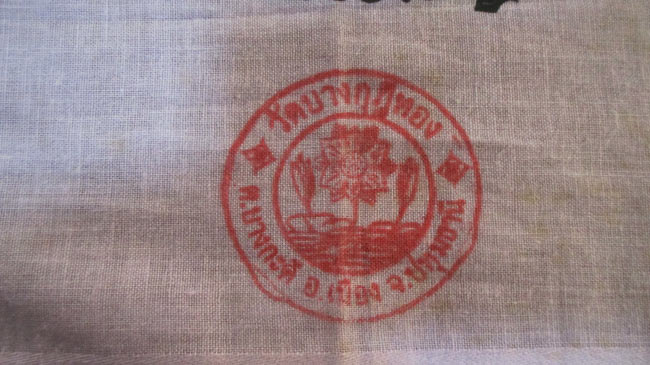 วัดบางกุฎีทอง
ต.บางกะดี อ.เมือง จ.ปทุมธานี